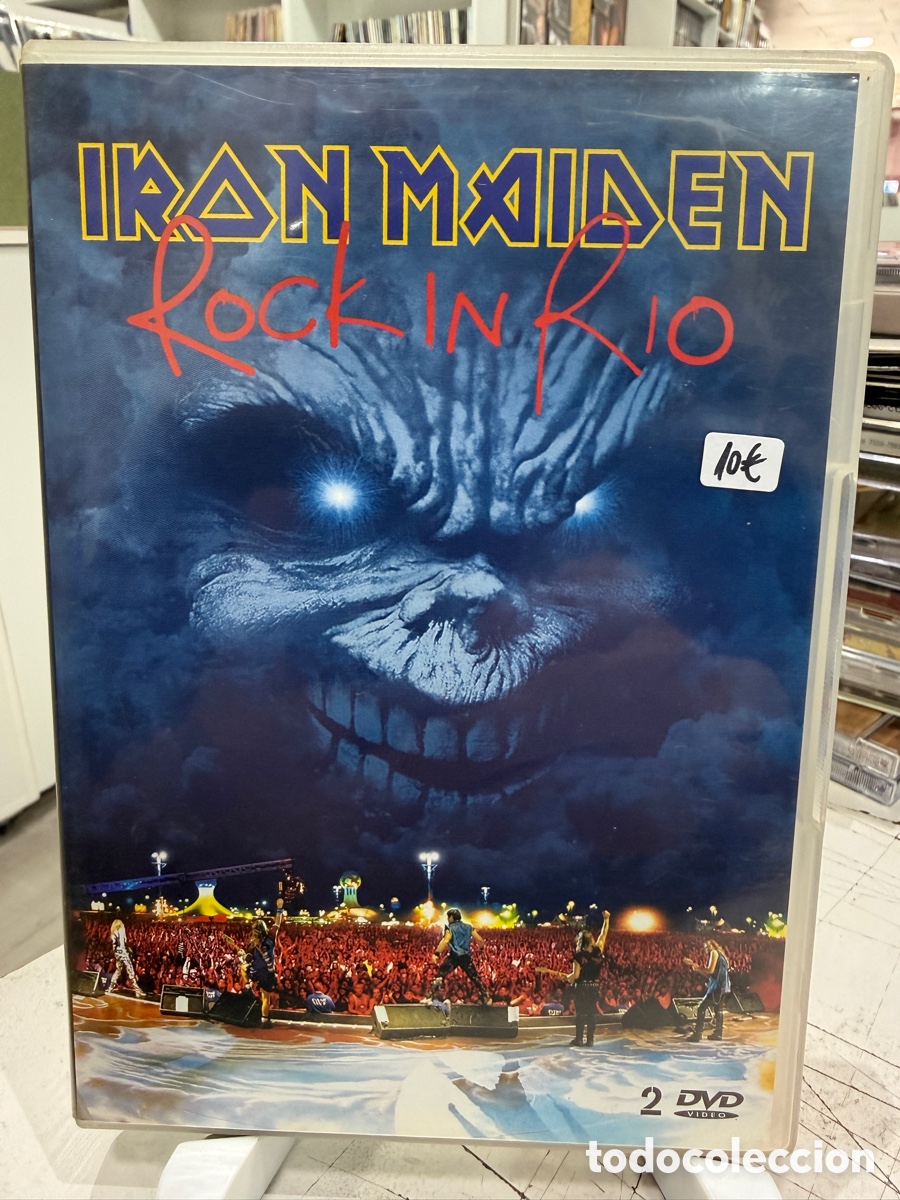 IRON MAIDEN
ROCK IN RIO
10€
2 DVD
VIDEO
todocoleccion